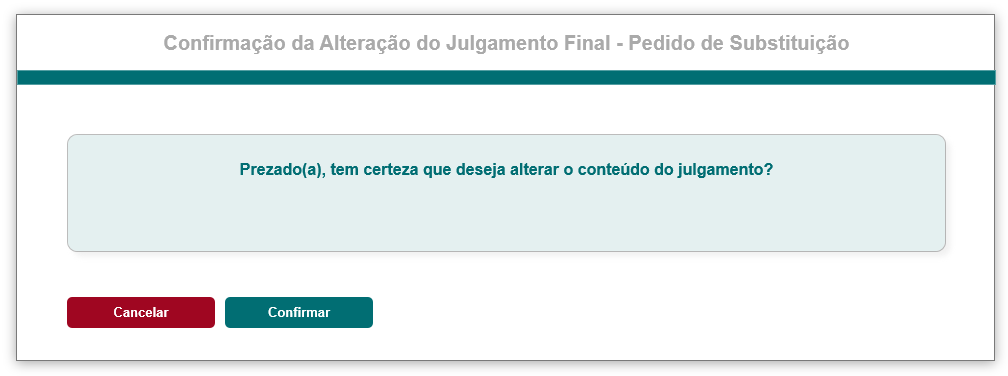 Confirmação da Alteração do Julgamento Final - Pedido de Substituição
Prezado(a), tem certeza que deseja alterar o conteúdo do julgamento?
Cancelar
Confirmar